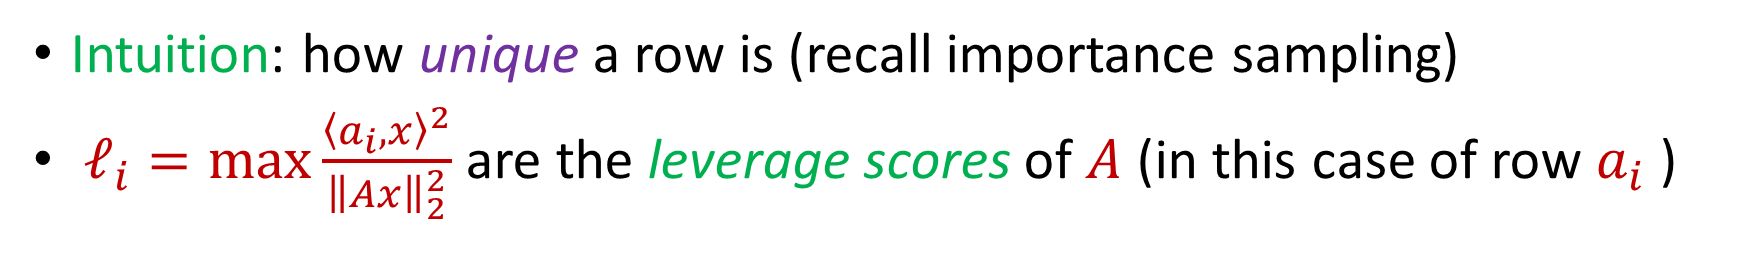 • Intuition: how unique a row is (recall importance sampling)
• ℓᵢ = max ⟨aᵢ,x⟩² / ‖Ax‖₂² are the leverage scores of A (in this case of row aᵢ )